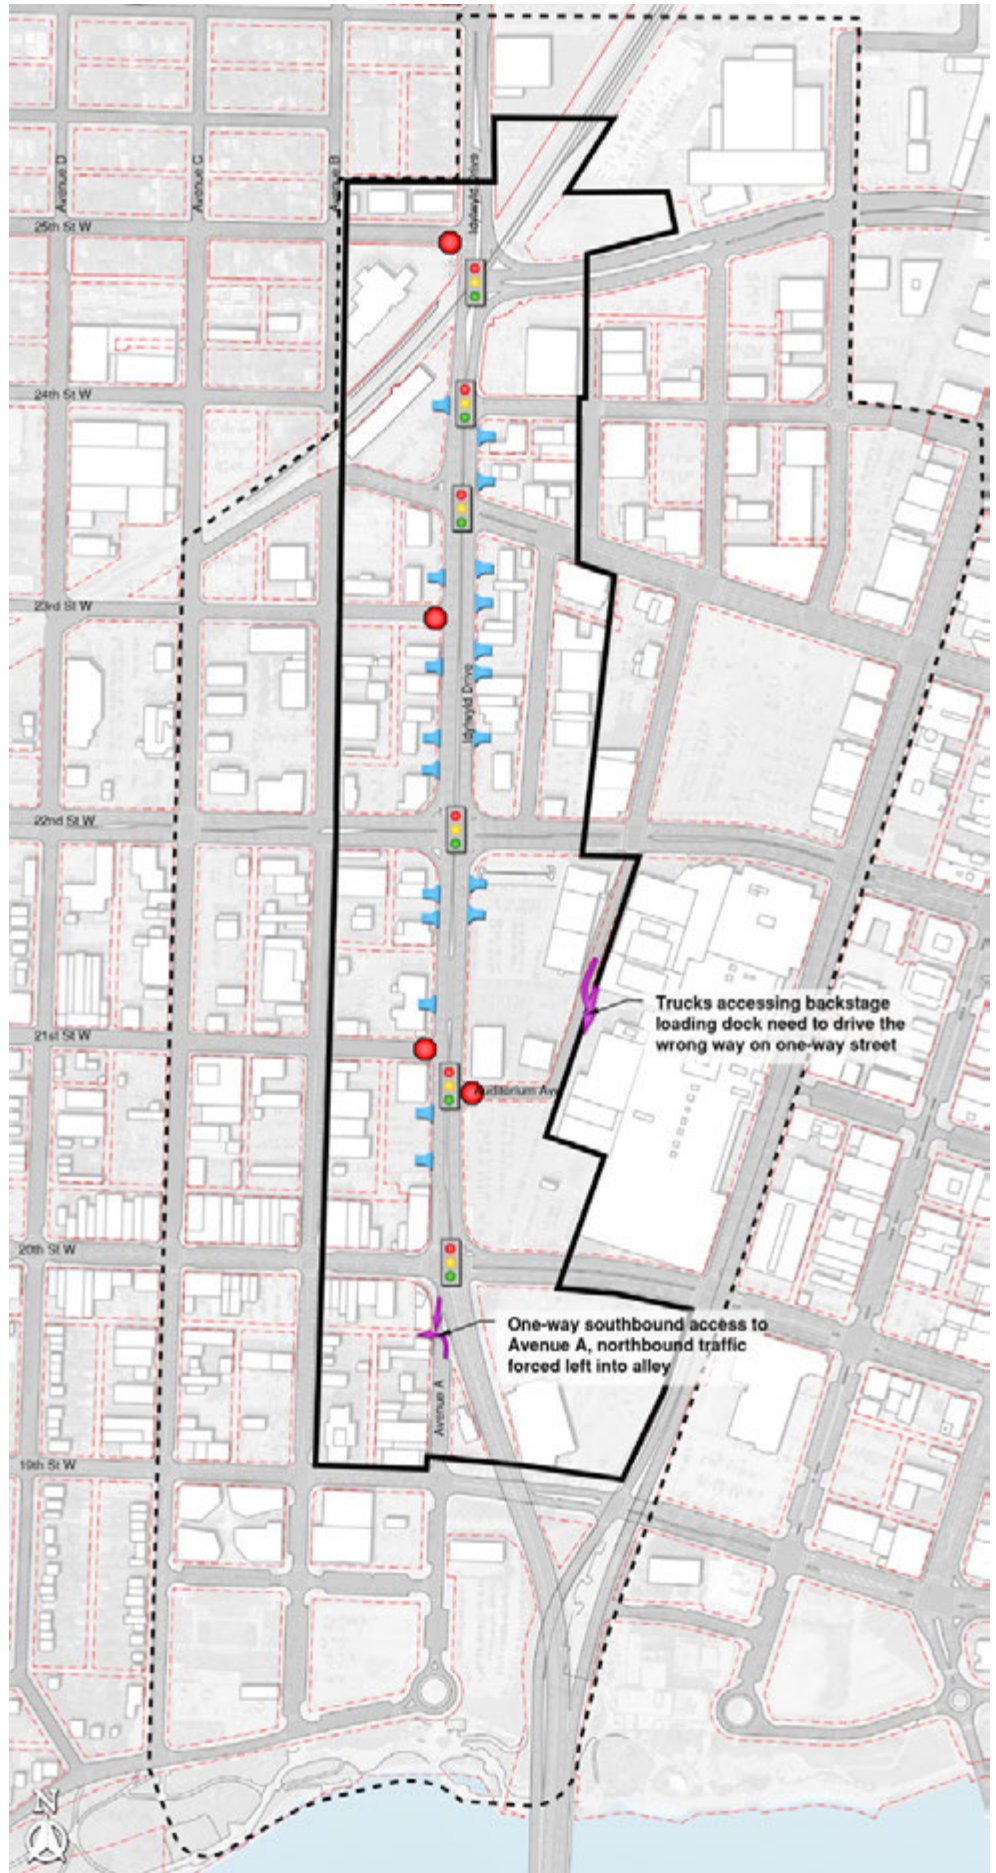 Avenue D
Avenue C
Avenue B
Idylwyld Drive
25th St W
24th St W
23rd St W
Idylwyld Drive
22nd St W
Trucks accessing backstage
loading dock need to drive the
wrong way on one-way street
21st St W
Auditorium Ave
20th St W
One-way southbound access to
Avenue A, northbound traffic
forced left into alley
Avenue A
19th St W
N